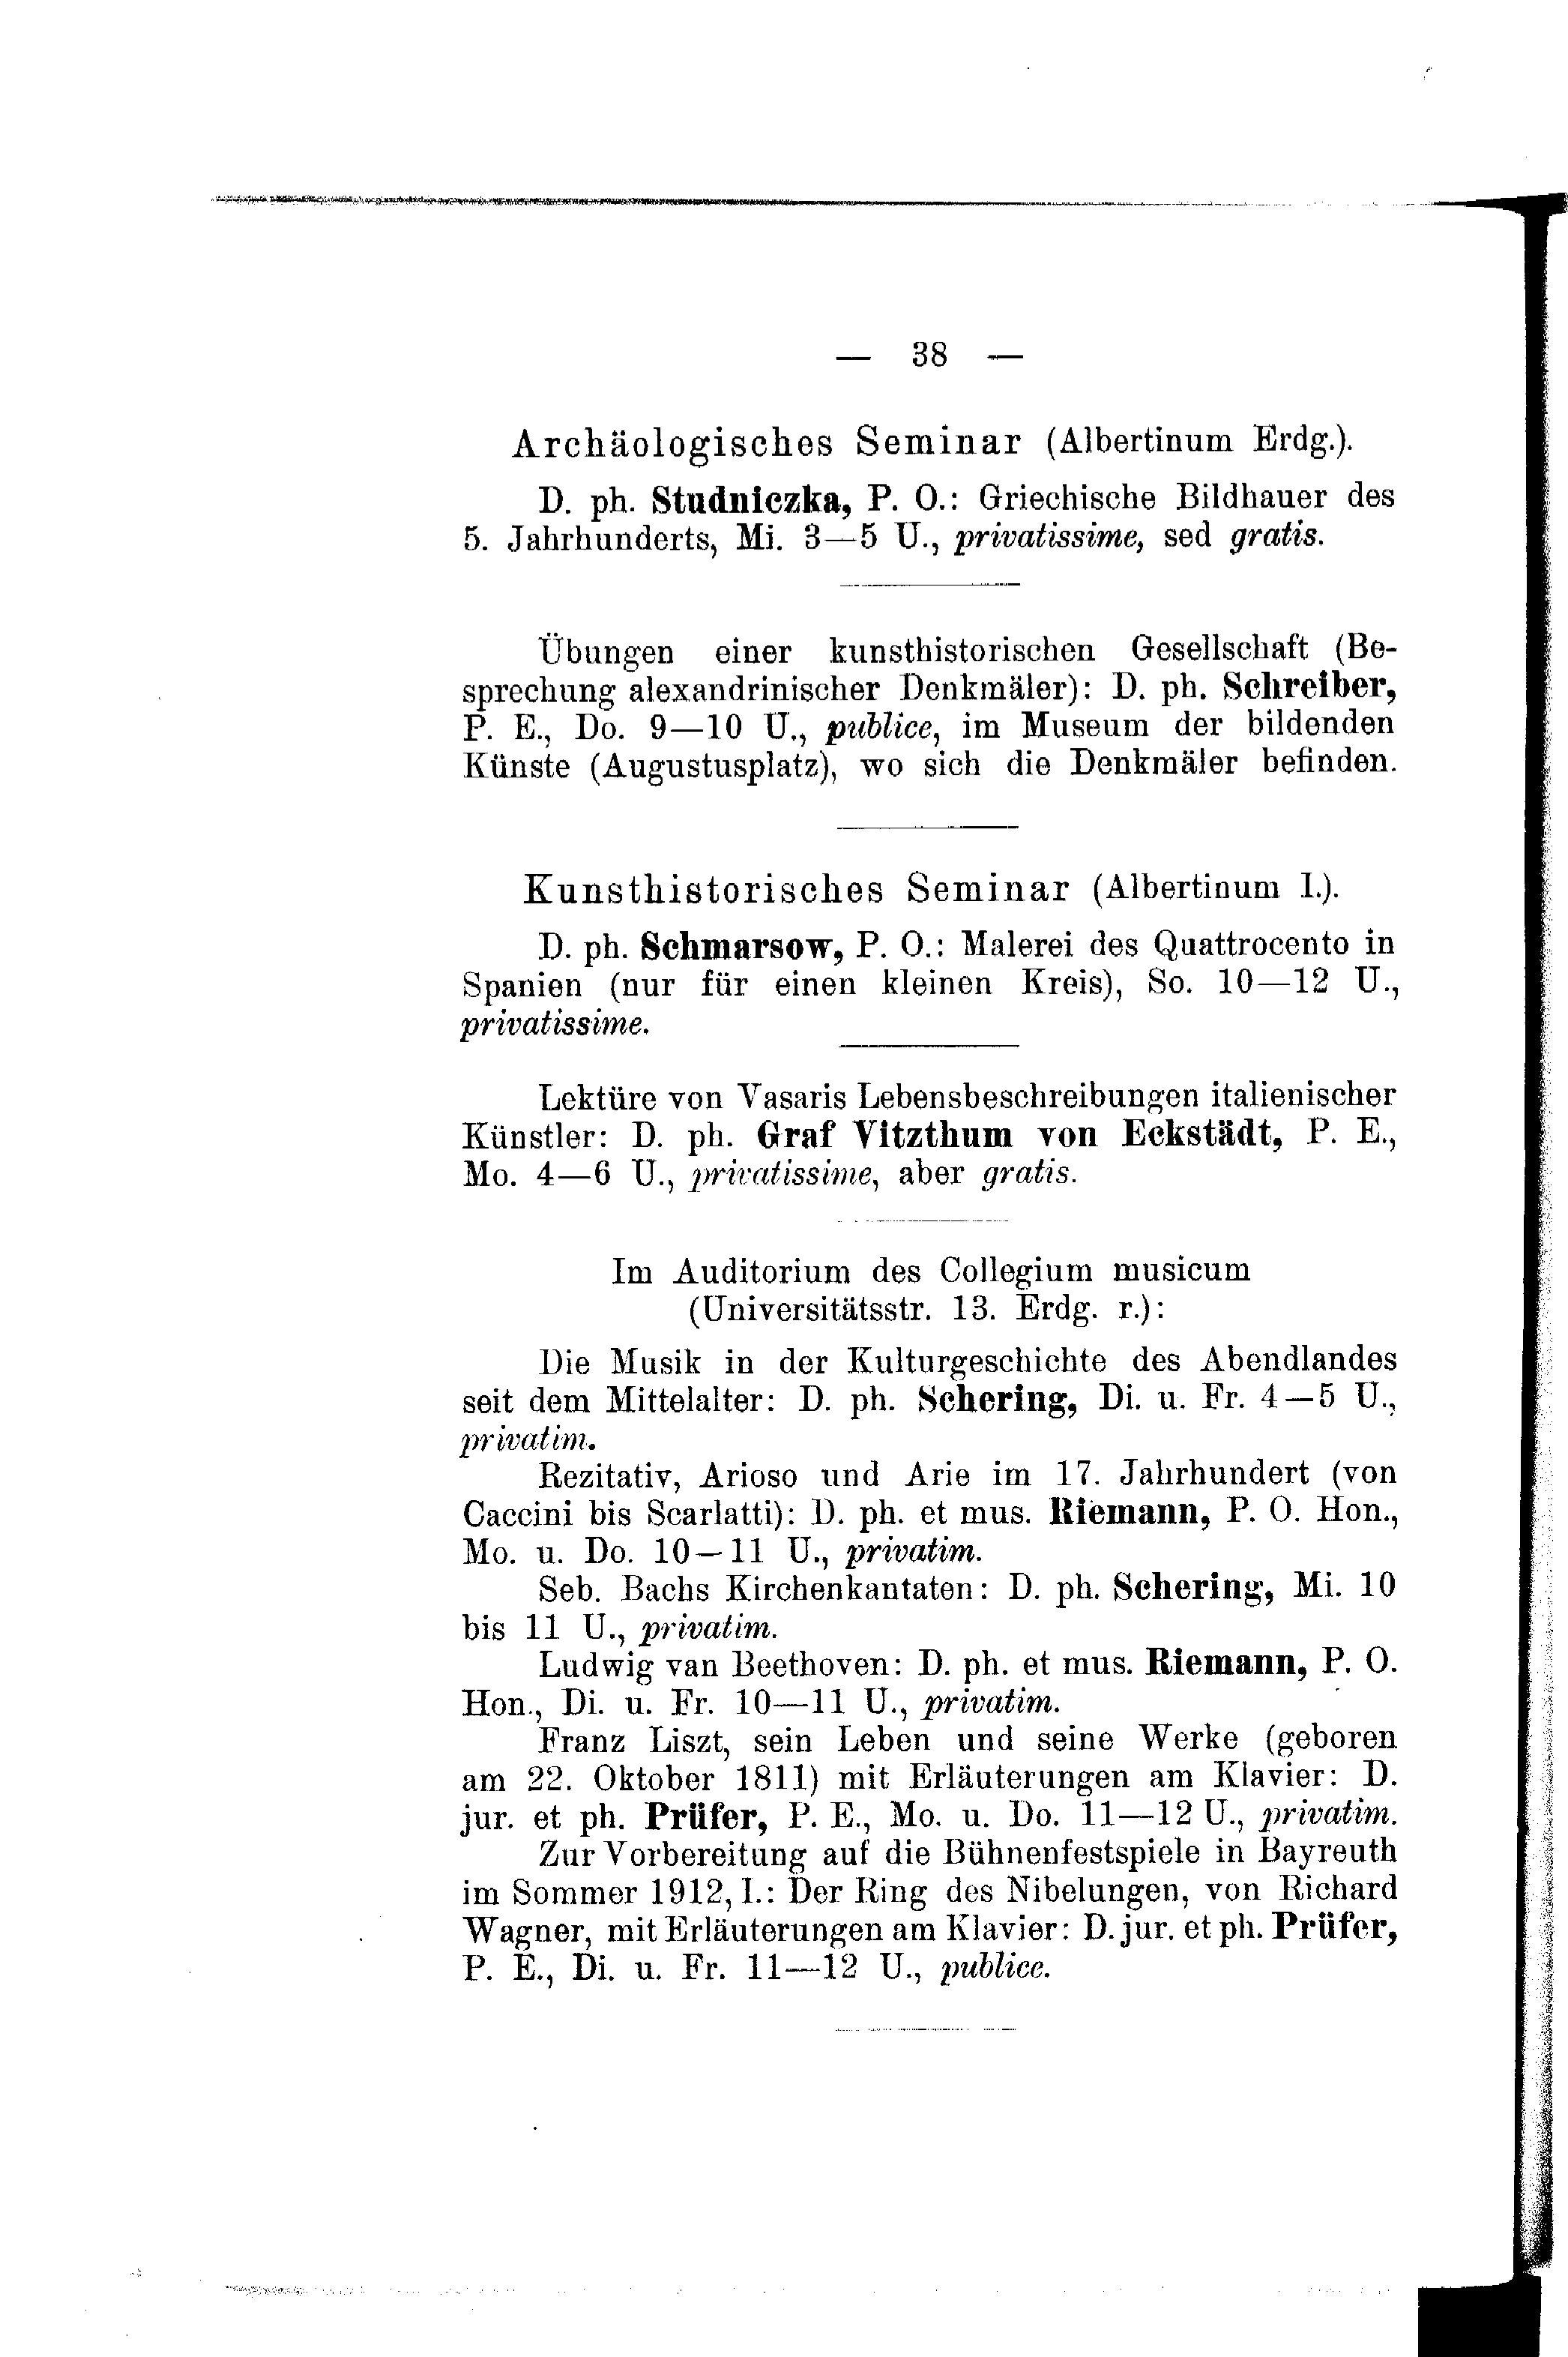 — 38 —
Archäologisches Seminar (Albertinum Erdg.).
D. ph. Studniczka, P. O.: Griechische Bildhauer des
5. Jahrhunderts, Mi. 3—5 U., privatissime, sed gratis.
Übungen einer kunsthistorischen Gesellschaft (Be-
sprechung alexandrinischer Denkmäler): D. ph. Schreiber,
P. E., Do. 9—10 U., publice, im Museum der bildenden
Künste (Augustusplatz), wo sich die Denkmäler befinden.
Kunsthistorisches Seminar (Albertinum I.).
D. ph. Schmarsow, P. O.: Malerei des Quattrocento in
Spanien (nur für einen kleinen Kreis), So. 10—12 U.,
privatissime.
Lektüre von Vasaris Lebensbeschreibungen italienischer
Künstler: D. ph. Graf Vitzthum von Eckstädt, P. E.,
Mo. 4—6 U., privatissime, aber gratis.
Im Auditorium des Collegium musicum
(Universitätsstr. 13. Erdg. r.):
Die Musik in der Kulturgeschichte des Abendlandes
seit dem Mittelalter: D. ph. Schering, Di. u. Fr. 4—5 U.,
privatim.
Rezitativ, Arioso und Arie im 17. Jahrhundert (von
Caccini bis Scarlatti): D. ph. et mus. Riemann, P. O. Hon.,
Mo. u. Do. 10—11 U., privatim.
Seb. Bachs Kirchenkantaten: D. ph. Schering, Mi. 10
bis 11 U., privatim.
Ludwig van Beethoven: D. ph. et mus. Riemann, P. O.
Hon., Di. u. Fr. 10—11 U., privatim.
Franz Liszt, sein Leben und seine Werke (geboren
am 22. Oktober 1811) mit Erläuterungen am Klavier: D.
jur. et ph. Prüfer, P. E., Mo. u. Do. 11—12 U., privatim.
Zur Vorbereitung auf die Bühnenfestspiele in Bayreuth
im Sommer 1912, I.: Der Ring des Nibelungen, von Richard
Wagner, mit Erläuterungen am Klavier: D. jur. et ph. Prüfer,
P. E., Di. u. Fr. 11—12 U., publice.